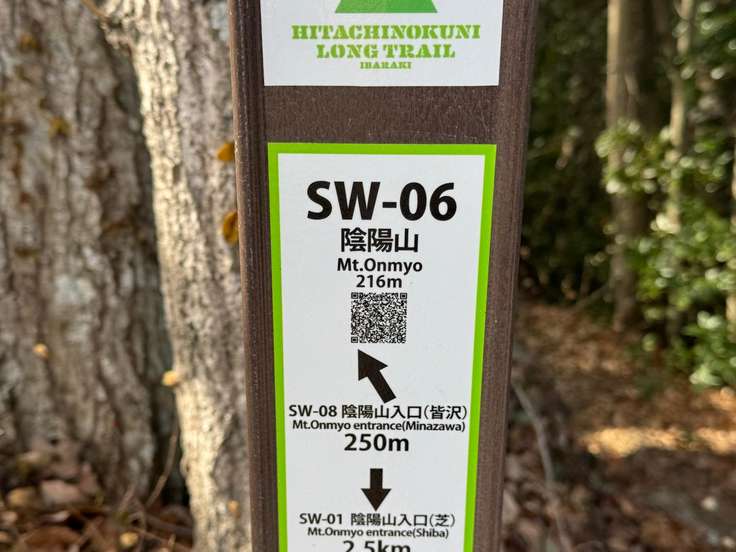 HITACHINOKUNI
LONG TRAIL
IBARAKI
SW-06
陰陽山
Mt.Onmyo
216m
SW-08 陰陽山入口(皆沢)
Mt.Onmyo entrance(Minazawa)
250m
SW-01 陰陽山入口(芝)
Mt.Onmyo entrance(Shiba)
2.5km